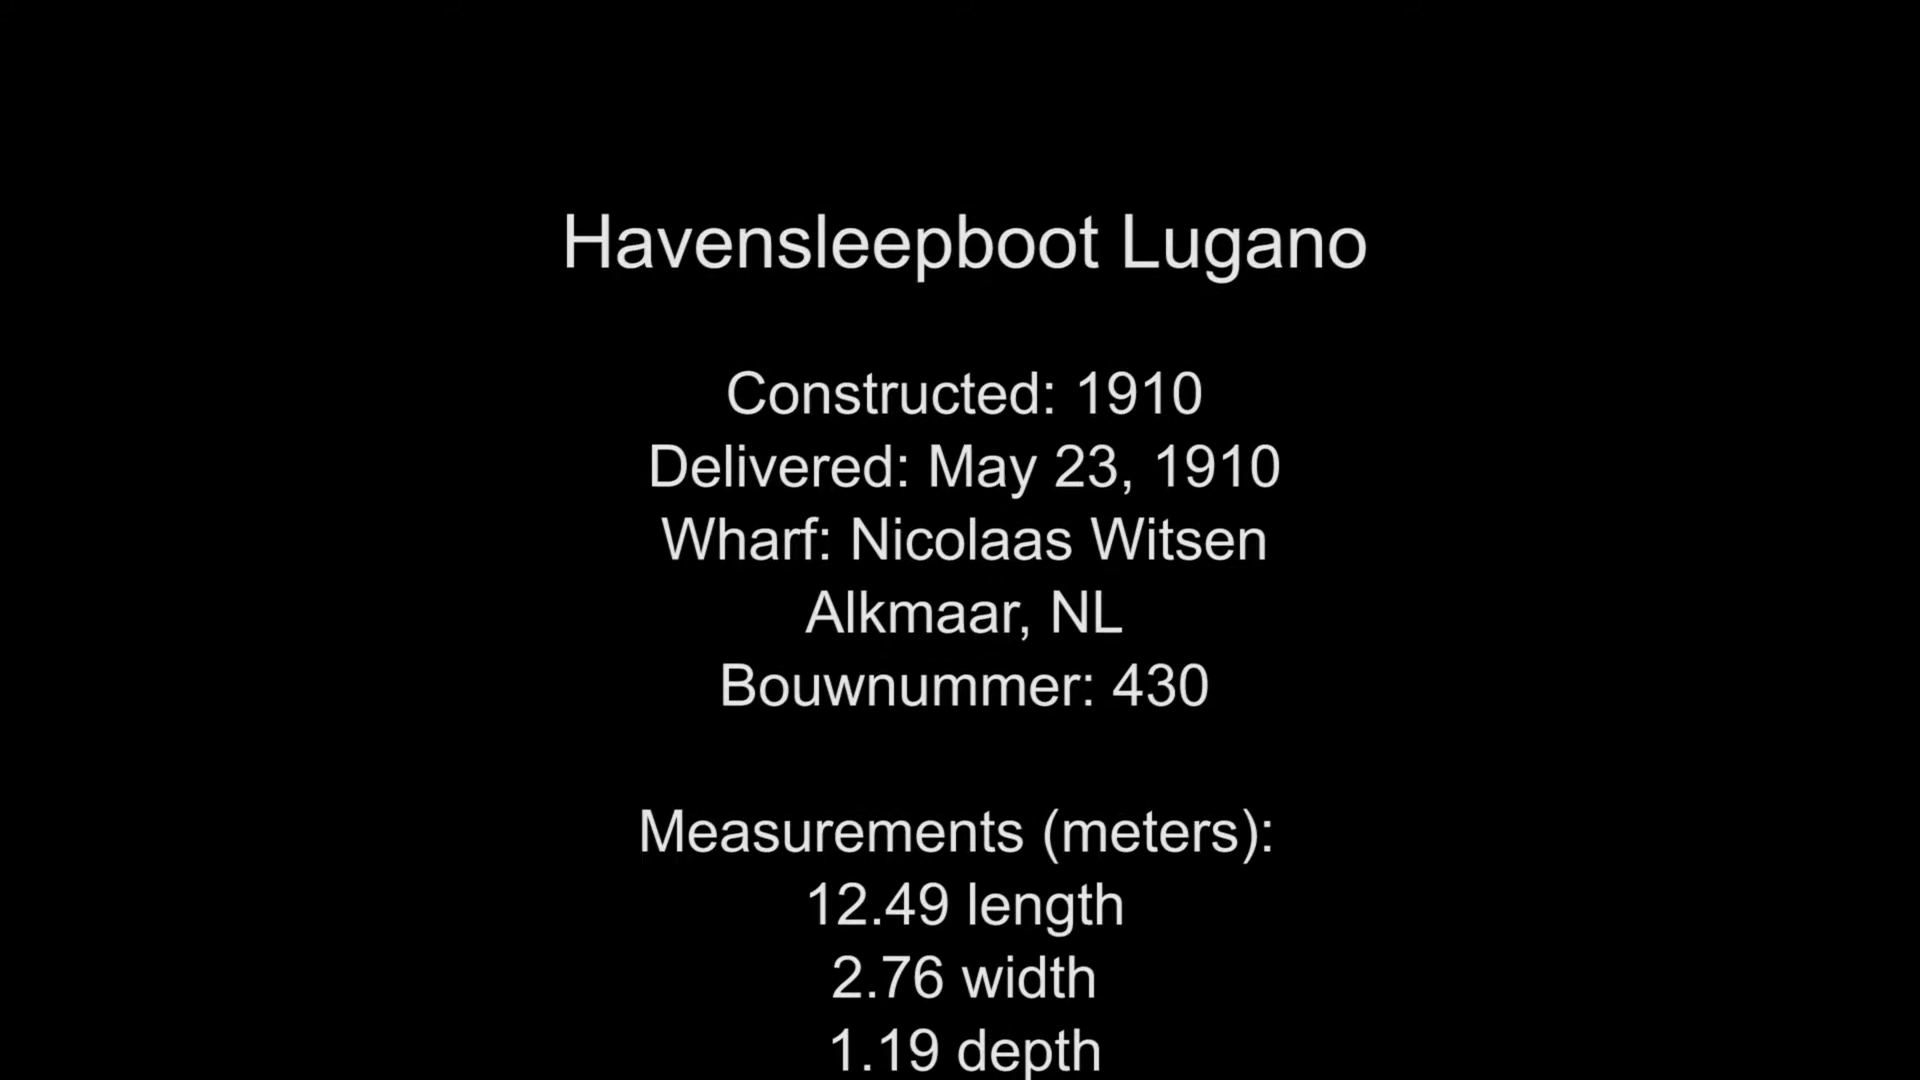 Havensleepboot Lugano
Constructed: 1910
Delivered: May 23, 1910
Wharf: Nicolaas Witsen
Alkmaar, NL
Bouwnummer: 430
Measurements (meters):
12.49 length
2.76 width
1.19 depth